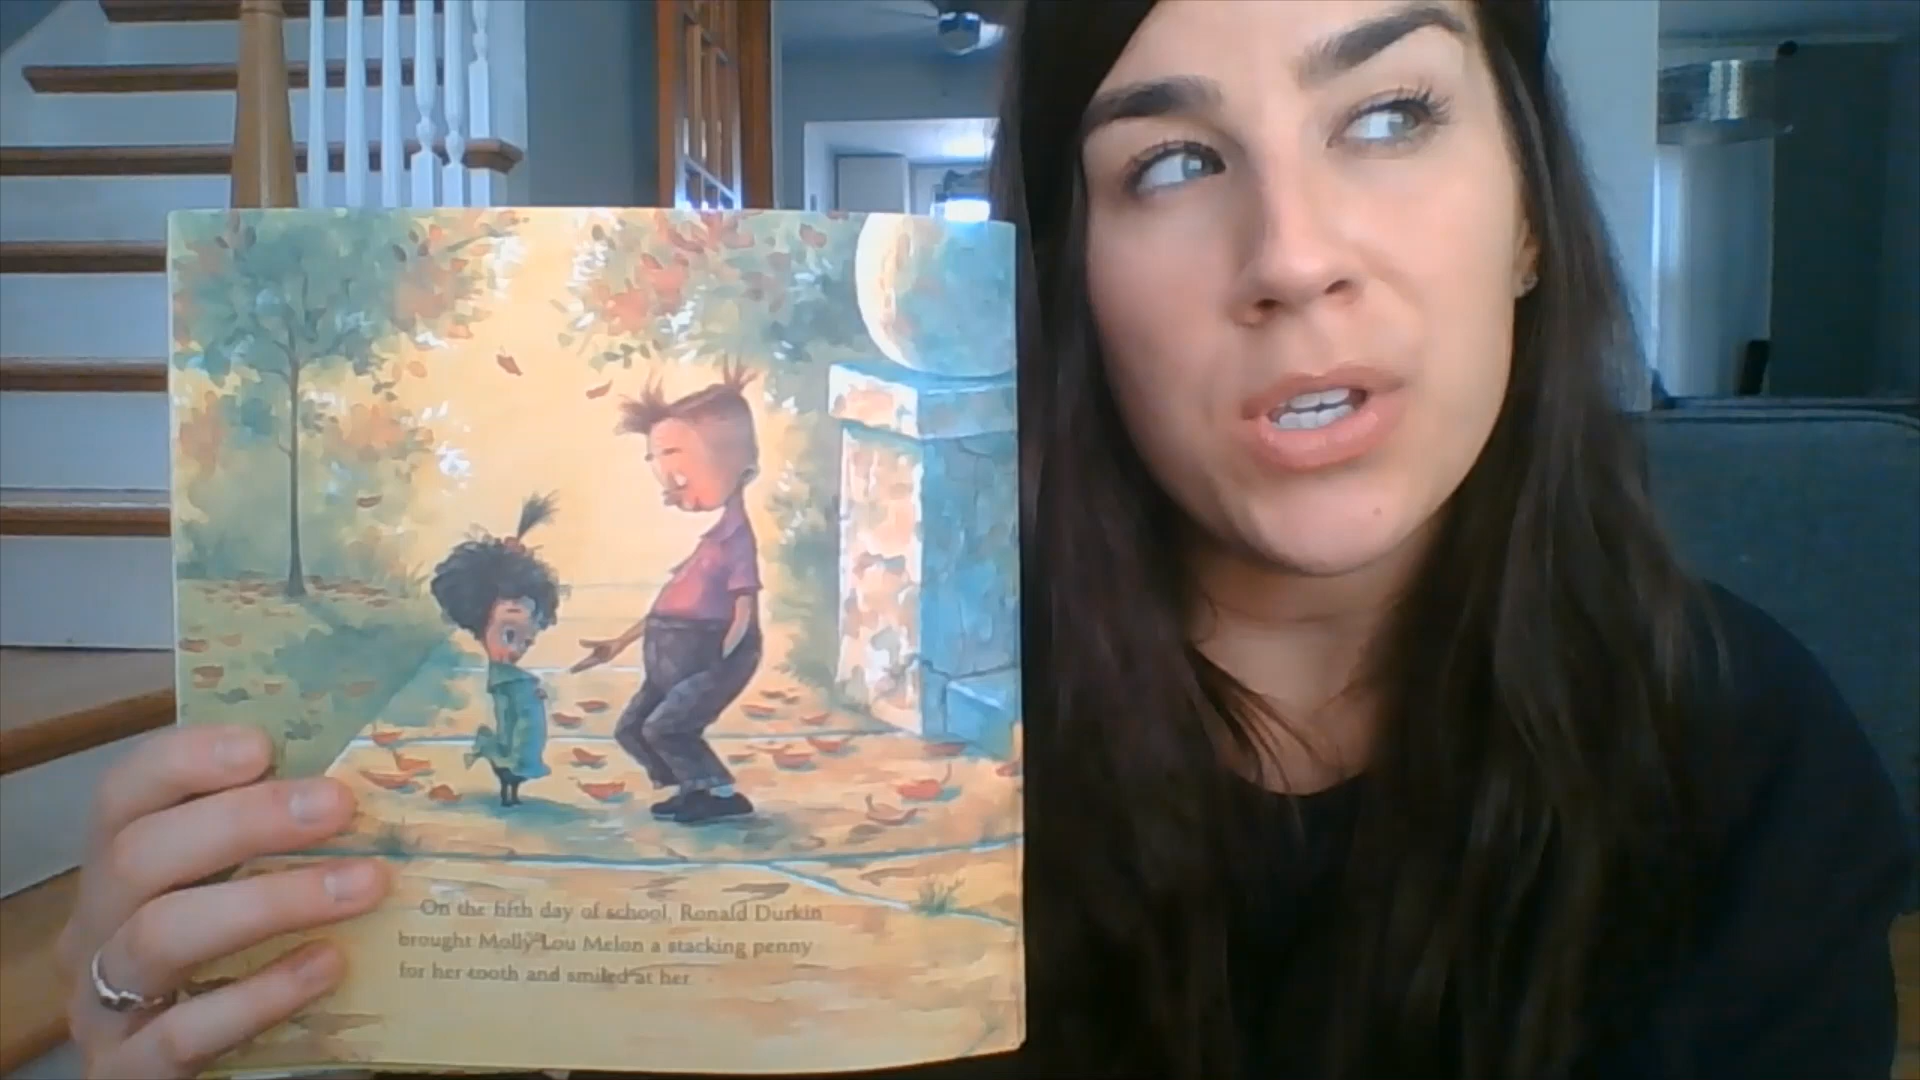 On the fifth day of school, Ronald Durkin
brought Molly Lou Melon a stacking penny
for her tooth and smiled at her.